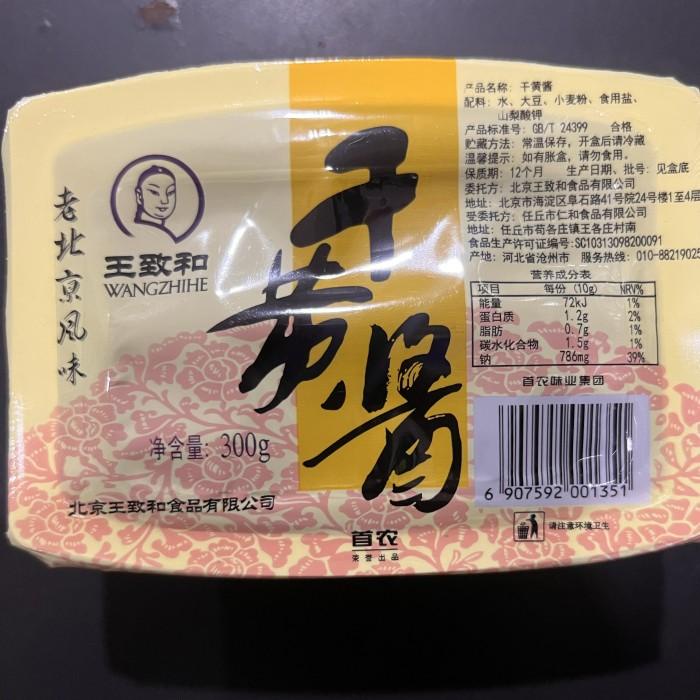 老北京风味
王致和
WANGZHIHE
干黄酱
净含量: 300g
北京王致和食品有限公司
首农
荣誉出品
产品名称: 干黄酱
配料: 水、大豆、小麦粉、食用盐、
山梨酸钾
产品标准号: GB/T 24399 合格
贮藏方法: 常温保存，开盒后请冷藏
温馨提示: 如有胀盒，请勿食用。
保质期: 12个月 生产日期、批号: 见盒底
委托方: 北京王致和食品有限公司
地址: 北京市海淀区阜石路41号院24号楼1至4层
受委托方: 任丘市仁和食品有限公司
地址: 任丘市苟各庄镇王各庄村南
食品生产许可证编号:SC10313098200091
产地: 河北省沧州市 服务热线: 010-88219025
营养成分表
项目 每份 (10g) NRV%
能量 72kJ 1%
蛋白质 1.2g 2%
脂肪 0.7g 1%
碳水化合物 1.5g 1%
钠 786mg 39%
首农味业集团
6 907592 001351
请注意环境卫生